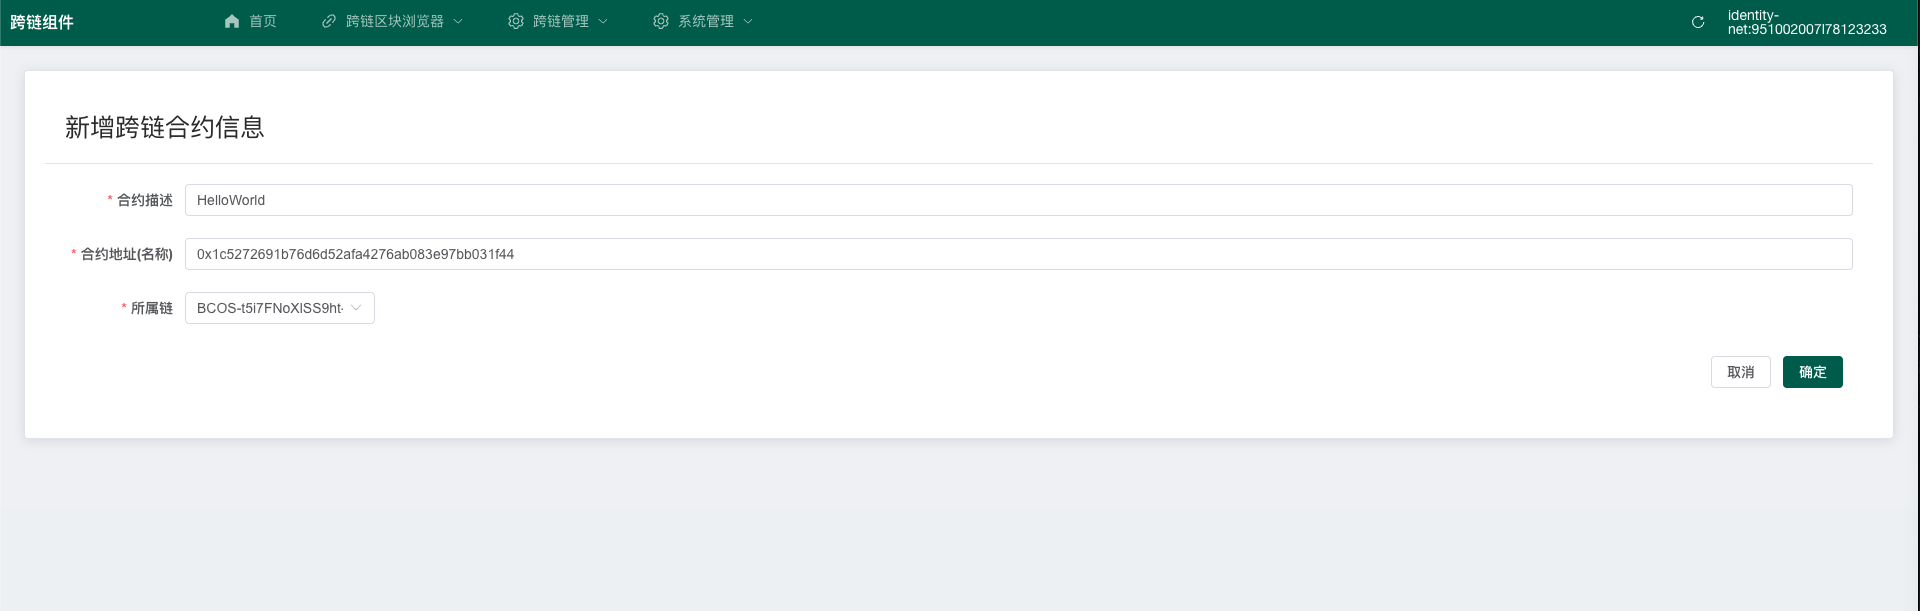 跨链组件
首页
跨链区块浏览器
跨链管理
系统管理
identity-
net:951002007l78123233
新增跨链合约信息
* 合约描述
HelloWorld
* 合约地址(名称)
0x1c5272691b76d6d52afa4276ab083e97bb031f44
* 所属链
BCOS-t5i7FNoXlSS9ht-
取消
确定